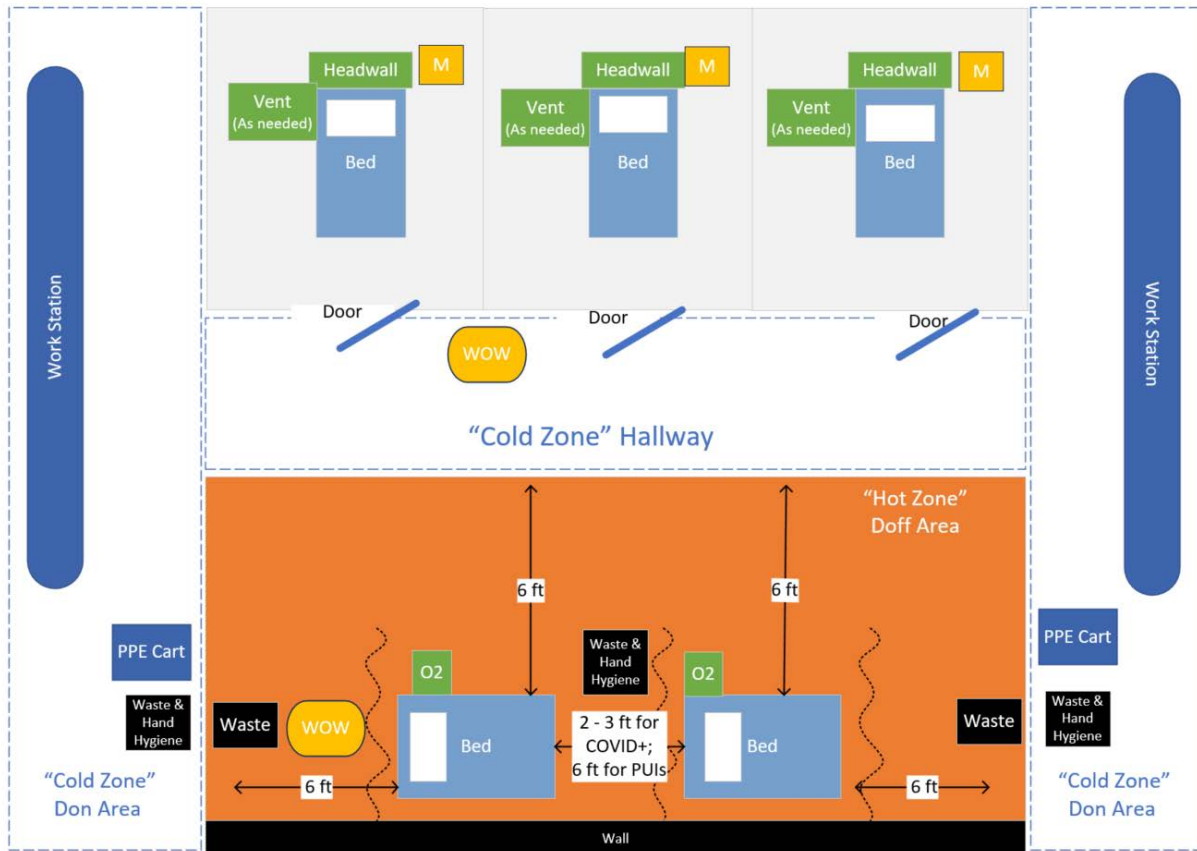 Headwall
M
Vent
(As needed)
Bed
Headwall
M
Vent
(As needed)
Bed
Headwall
M
Vent
(As needed)
Bed
Work Station
Work Station
Door
Door
Door
WOW
“Cold Zone” Hallway
“Hot Zone”
Doff Area
6 ft
6 ft
PPE Cart
Waste &
Hand
Hygiene
“Cold Zone”
Don Area
Waste
WOW
6 ft
O2
Bed
Waste &
Hand
Hygiene
2 - 3 ft for
COVID+;
6 ft for PUIs
O2
Bed
Waste
6 ft
PPE Cart
Waste &
Hand
Hygiene
“Cold Zone”
Don Area
Wall